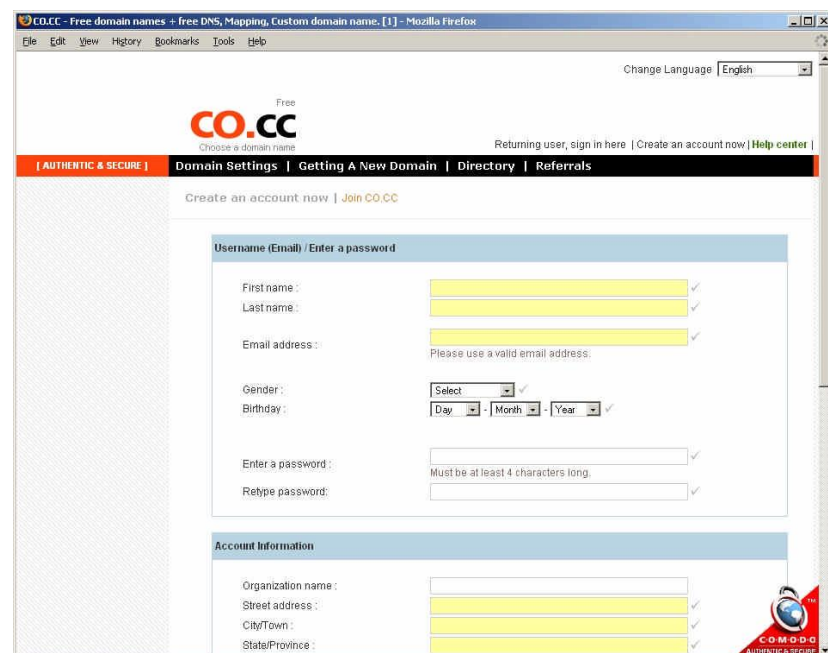 CO.CC - Free domain names + free DNS, Mapping, Custom domain name. [1] - Mozilla Firefox
File Edit View History Bookmarks Tools Help
Change Language English
Free
CO.CC
Choose a domain name
Returning user, sign in here | Create an account now | Help center |
[ AUTHENTIC & SECURE ] Domain Settings | Getting A New Domain | Directory | Referrals
Create an account now | Join CO.CC
Username (Email) / Enter a password
First name :
Last name :
Email address :
Please use a valid email address.
Gender : Select
Birthday : Day - Month - Year
Enter a password :
Must be at least 4 characters long.
Retype password:
Account Information
Organization name :
Street address :
City/Town :
State/Province :
TM
C·O·M·O·D·O
AUTHENTIC & SECURE